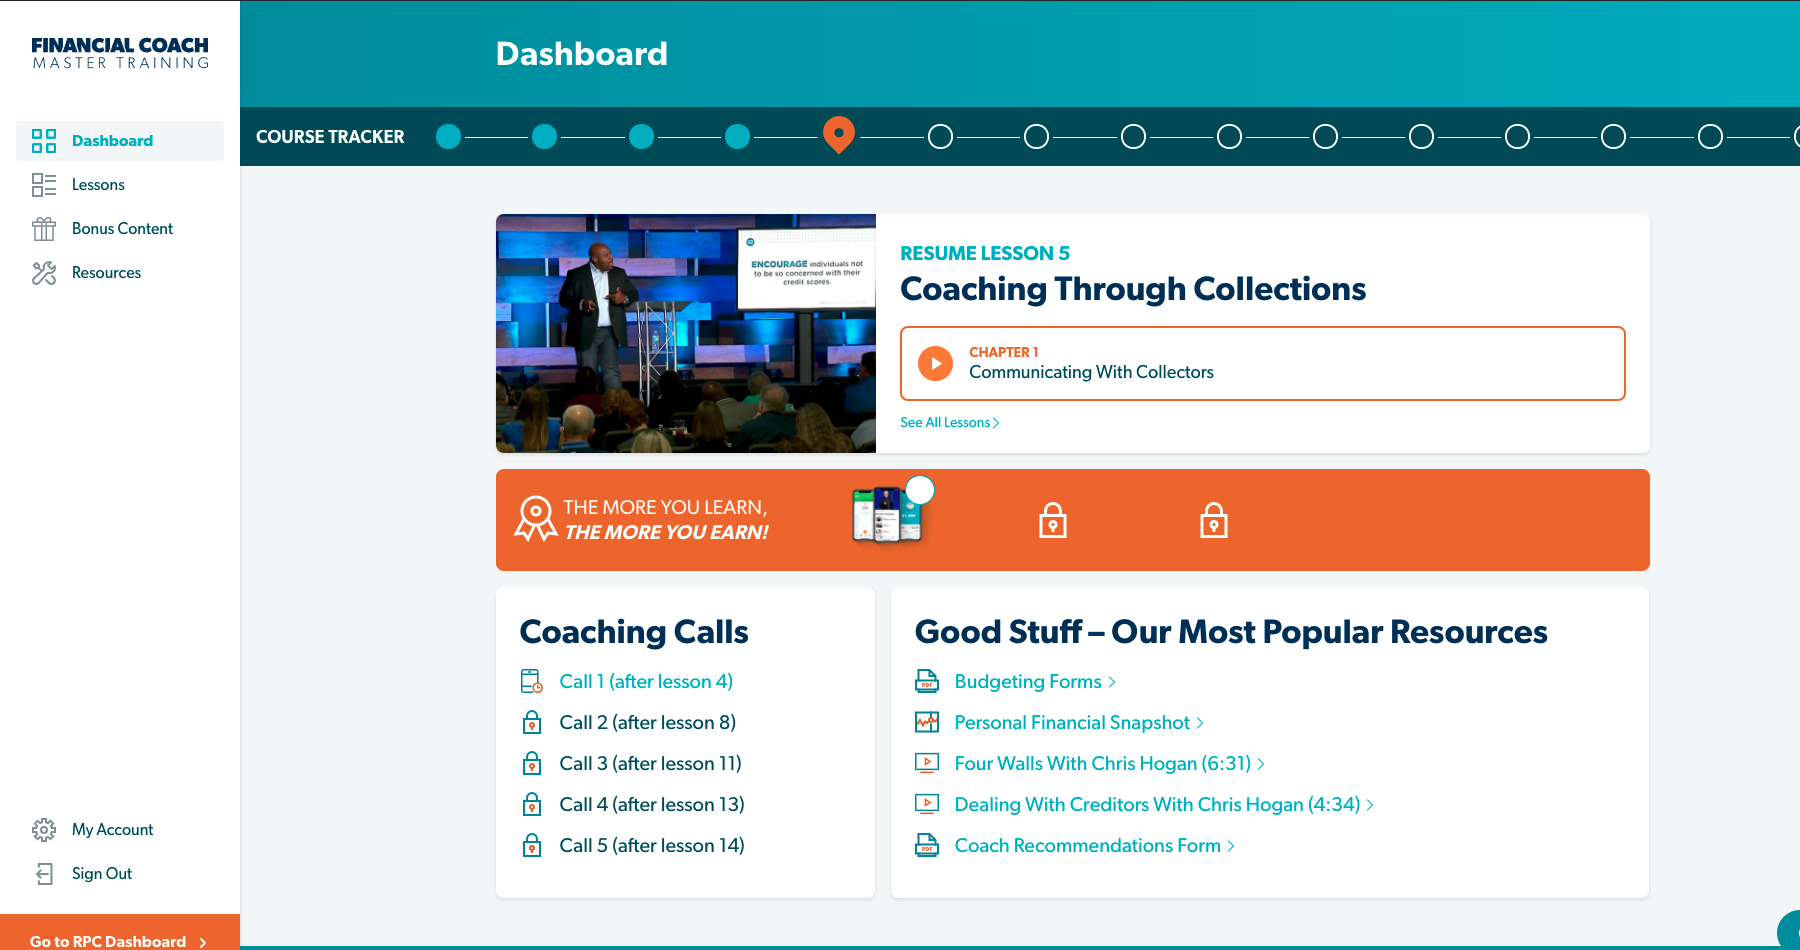 FINANCIAL COACH
MASTER TRAINING
Dashboard
Lessons
Bonus Content
Resources
My Account
Sign Out
Go to RPC Dashboard
Dashboard
COURSE TRACKER
ENCOURAGE individuals not
to be so concerned with their
credit scores.
RESUME LESSON 5
Coaching Through Collections
CHAPTER 1
Communicating With Collectors
See All Lessons
THE MORE YOU LEARN,
THE MORE YOU EARN!
Coaching Calls
Call 1 (after lesson 4)
Call 2 (after lesson 8)
Call 3 (after lesson 11)
Call 4 (after lesson 13)
Call 5 (after lesson 14)
Good Stuff – Our Most Popular Resources
PDF
Budgeting Forms
Personal Financial Snapshot
Four Walls With Chris Hogan (6:31)
Dealing With Creditors With Chris Hogan (4:34)
PDF
Coach Recommendations Form